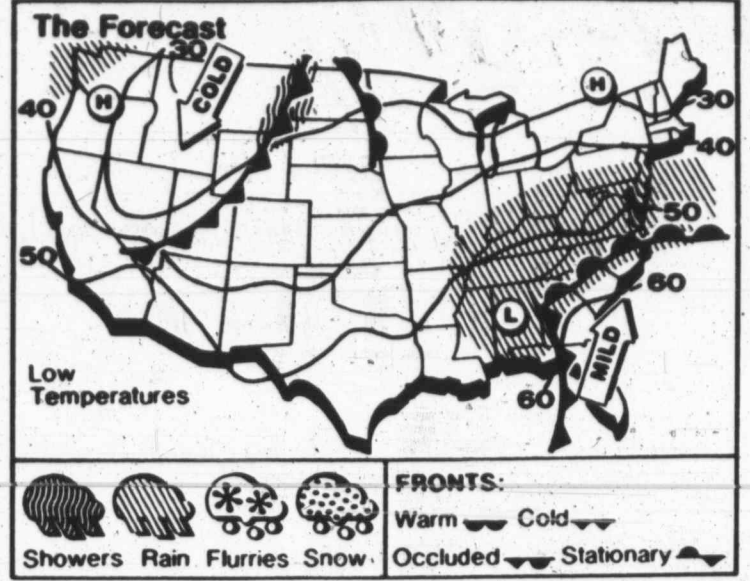 The Forecast
30
COLD
H
H
40
30
40
50
50
60
L
MILD
60
Low
Temperatures
Showers Rain Flurries Snow
FRONTS:
Warm Cold
Occluded Stationary